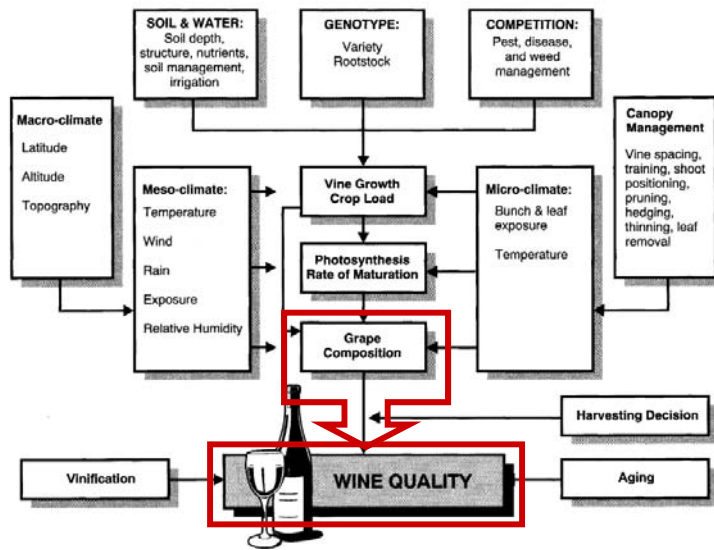 SOIL & WATER:
Soil depth,
structure, nutrients,
soil management,
irrigation
GENOTYPE:
Variety
Rootstock
COMPETITION:
Pest, disease,
and weed
management
Macro-climate
Latitude
Altitude
Topography
Meso-climate:
Temperature
Wind
Rain
Exposure
Relative Humidity
Vine Growth
Crop Load
Photosynthesis
Rate of Maturation
Grape
Composition
Micro-climate:
Bunch & leaf
exposure
Temperature
Canopy
Management
Vine spacing,
training, shoot
positioning,
pruning,
hedging,
thinning, leaf
removal
Harvesting Decision
Vinification
WINE QUALITY
Aging